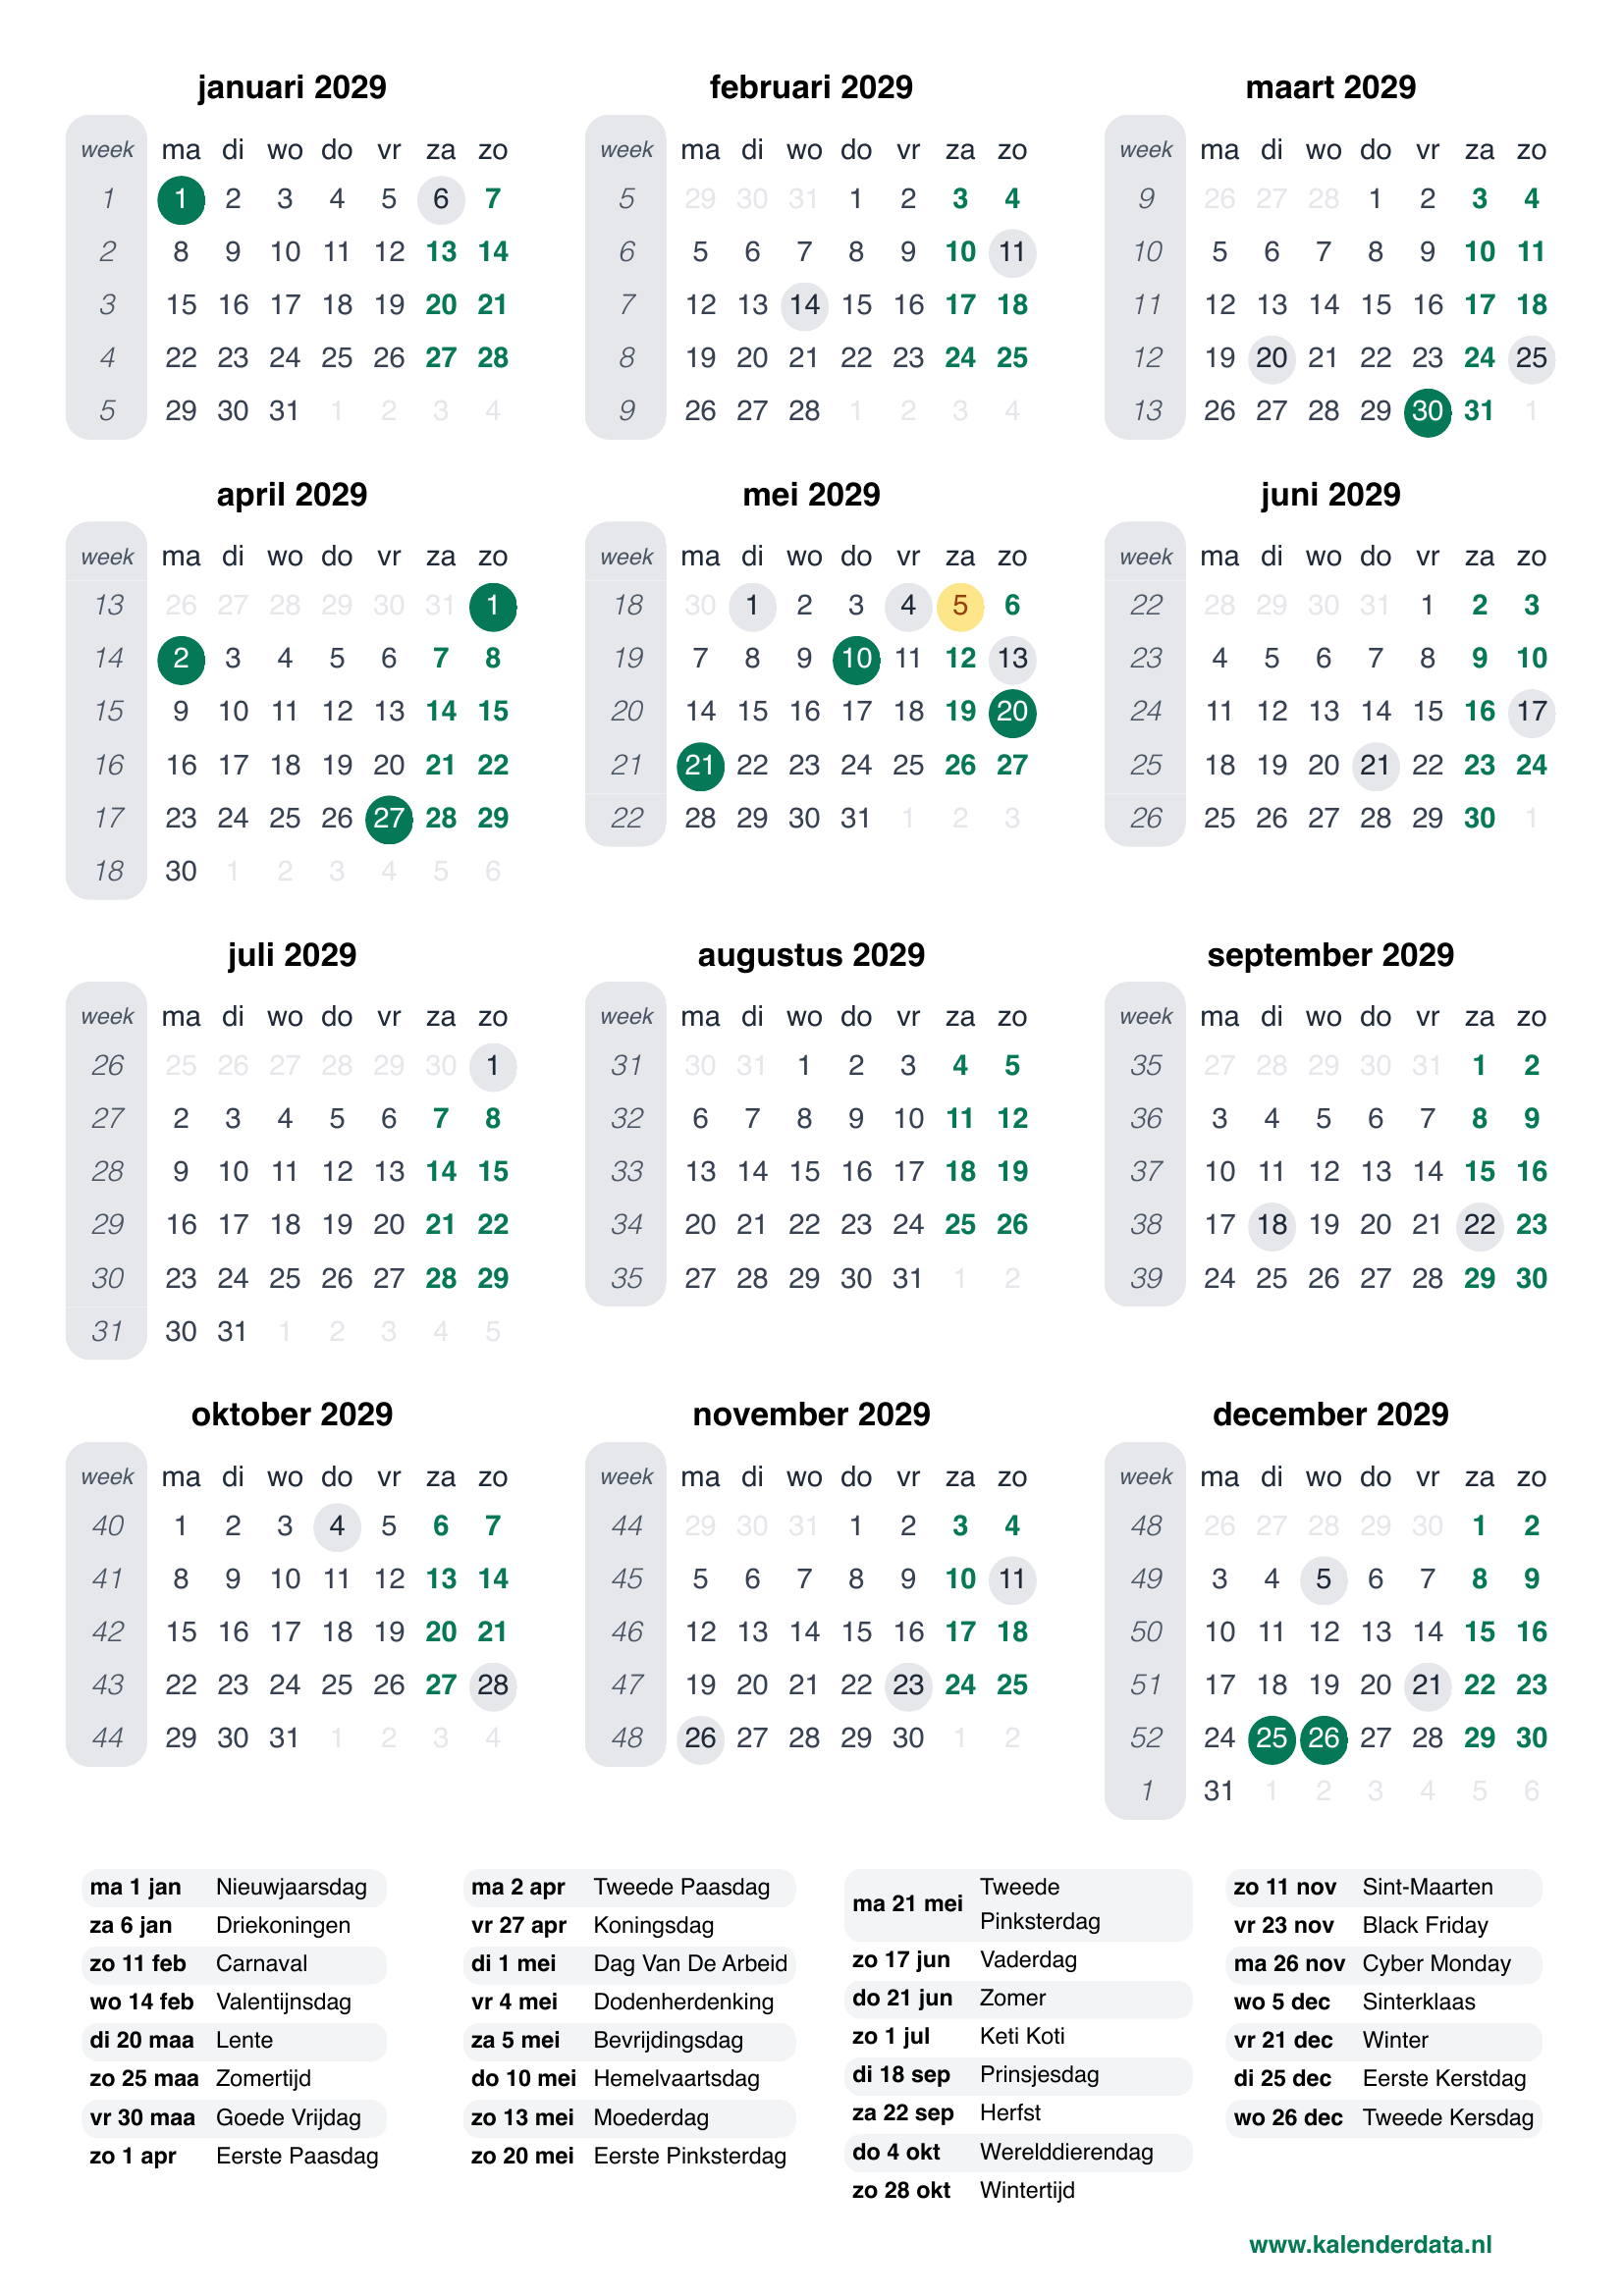 januari 2029
week ma di wo do vr za zo
1 1 2 3 4 5 6 7
2 8 9 10 11 12 13 14
3 15 16 17 18 19 20 21
4 22 23 24 25 26 27 28
5 29 30 31 1 2 3 4
februari 2029
week ma di wo do vr za zo
5 29 30 31 1 2 3 4
6 5 6 7 8 9 10 11
7 12 13 14 15 16 17 18
8 19 20 21 22 23 24 25
9 26 27 28 1 2 3 4
maart 2029
week ma di wo do vr za zo
9 26 27 28 1 2 3 4
10 5 6 7 8 9 10 11
11 12 13 14 15 16 17 18
12 19 20 21 22 23 24 25
13 26 27 28 29 30 31 1
april 2029
week ma di wo do vr za zo
13 26 27 28 29 30 31 1
14 2 3 4 5 6 7 8
15 9 10 11 12 13 14 15
16 16 17 18 19 20 21 22
17 23 24 25 26 27 28 29
18 30 1 2 3 4 5 6
mei 2029
week ma di wo do vr za zo
18 30 1 2 3 4 5 6
19 7 8 9 10 11 12 13
20 14 15 16 17 18 19 20
21 21 22 23 24 25 26 27
22 28 29 30 31 1 2 3
juni 2029
week ma di wo do vr za zo
22 28 29 30 31 1 2 3
23 4 5 6 7 8 9 10
24 11 12 13 14 15 16 17
25 18 19 20 21 22 23 24
26 25 26 27 28 29 30 1
juli 2029
week ma di wo do vr za zo
26 25 26 27 28 29 30 1
27 2 3 4 5 6 7 8
28 9 10 11 12 13 14 15
29 16 17 18 19 20 21 22
30 23 24 25 26 27 28 29
31 30 31 1 2 3 4 5
augustus 2029
week ma di wo do vr za zo
31 30 31 1 2 3 4 5
32 6 7 8 9 10 11 12
33 13 14 15 16 17 18 19
34 20 21 22 23 24 25 26
35 27 28 29 30 31 1 2
september 2029
week ma di wo do vr za zo
35 27 28 29 30 31 1 2
36 3 4 5 6 7 8 9
37 10 11 12 13 14 15 16
38 17 18 19 20 21 22 23
39 24 25 26 27 28 29 30
oktober 2029
week ma di wo do vr za zo
40 1 2 3 4 5 6 7
41 8 9 10 11 12 13 14
42 15 16 17 18 19 20 21
43 22 23 24 25 26 27 28
44 29 30 31 1 2 3 4
november 2029
week ma di wo do vr za zo
44 29 30 31 1 2 3 4
45 5 6 7 8 9 10 11
46 12 13 14 15 16 17 18
47 19 20 21 22 23 24 25
48 26 27 28 29 30 1 2
december 2029
week ma di wo do vr za zo
48 26 27 28 29 30 1 2
49 3 4 5 6 7 8 9
50 10 11 12 13 14 15 16
51 17 18 19 20 21 22 23
52 24 25 26 27 28 29 30
1 31 1 2 3 4 5 6
ma 1 jan Nieuwjaarsdag
za 6 jan Driekoningen
zo 11 feb Carnaval
wo 14 feb Valentijnsdag
di 20 maa Lente
zo 25 maa Zomertijd
vr 30 maa Goede Vrijdag
zo 1 apr Eerste Paasdag
ma 2 apr Tweede Paasdag
vr 27 apr Koningsdag
di 1 mei Dag Van De Arbeid
vr 4 mei Dodenherdenking
za 5 mei Bevrijdingsdag
do 10 mei Hemelvaartsdag
zo 13 mei Moederdag
zo 20 mei Eerste Pinksterdag
ma 21 mei Tweede
Pinksterdag
zo 17 jun Vaderdag
do 21 jun Zomer
zo 1 jul Keti Koti
di 18 sep Prinsjesdag
za 22 sep Herfst
do 4 okt Werelddierendag
zo 28 okt Wintertijd
zo 11 nov Sint-Maarten
vr 23 nov Black Friday
ma 26 nov Cyber Monday
wo 5 dec Sinterklaas
vr 21 dec Winter
di 25 dec Eerste Kerstdag
wo 26 dec Tweede Kersdag
www.kalenderdata.nl